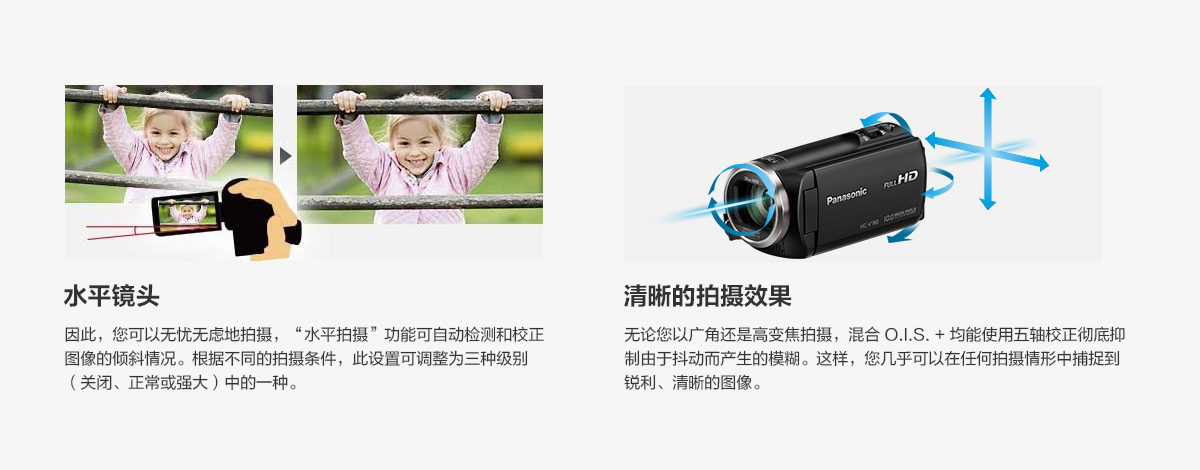 水平镜头
因此，您可以无忧无虑地拍摄，“水平拍摄”功能可自动检测和校正
图像的倾斜情况。根据不同的拍摄条件，此设置可调整为三种级别
（关闭、正常或强大）中的一种。
Panasonic
FULL HD
HC-V180
清晰的拍摄效果
无论您以广角还是高变焦拍摄，混合 O.I.S. + 均能使用五轴校正彻底抑
制由于抖动而产生的模糊。这样，您几乎可以在任何拍摄情形中捕捉到
锐利、清晰的图像。